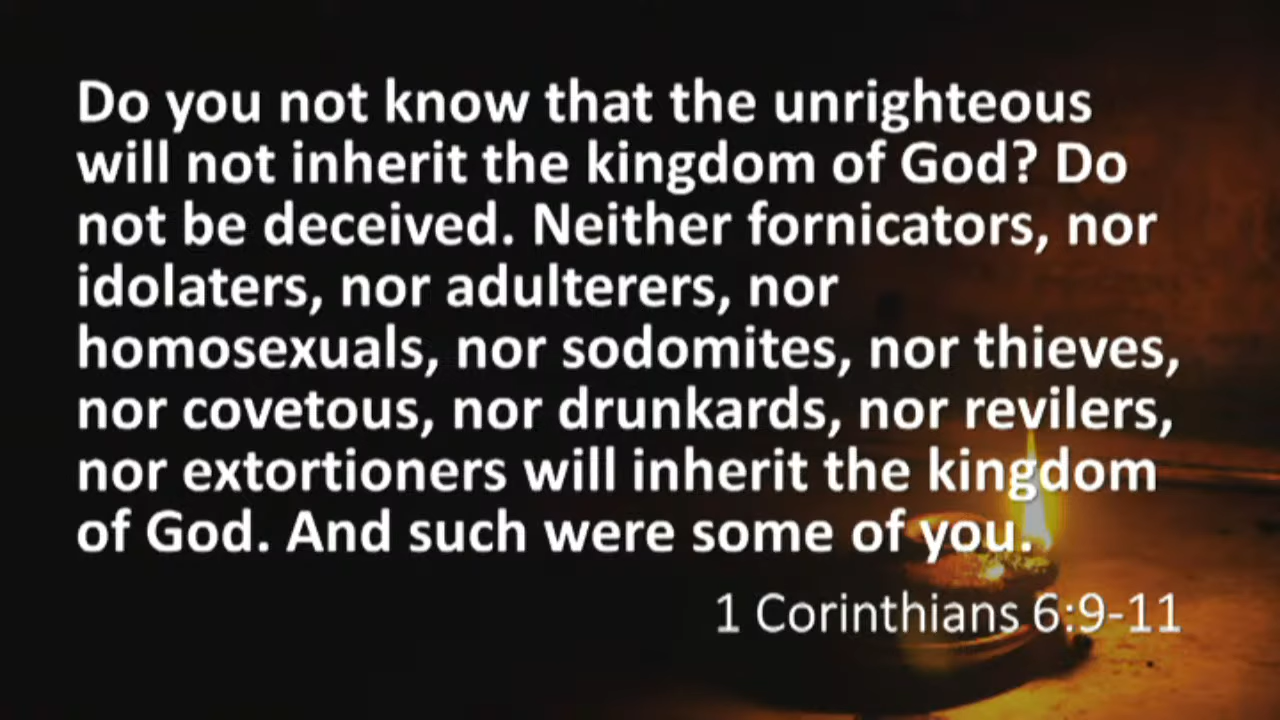 Do you not know that the unrighteous
will not inherit the kingdom of God? Do
not be deceived. Neither fornicators, nor
idolaters, nor adulterers, nor
homosexuals, nor sodomites, nor thieves,
nor covetous, nor drunkards, nor revilers,
nor extortioners will inherit the kingdom
of God. And such were some of you.
1 Corinthians 6:9-11